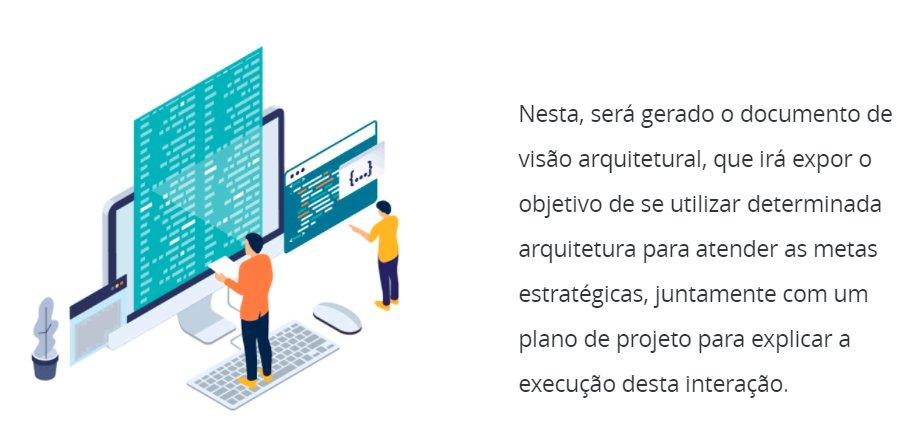 {...}
Nesta, será gerado o documento de
visão arquitetural, que irá expor o
objetivo de se utilizar determinada
arquitetura para atender as metas
estratégicas, juntamente com um
plano de projeto para explicar a
execução desta interação.